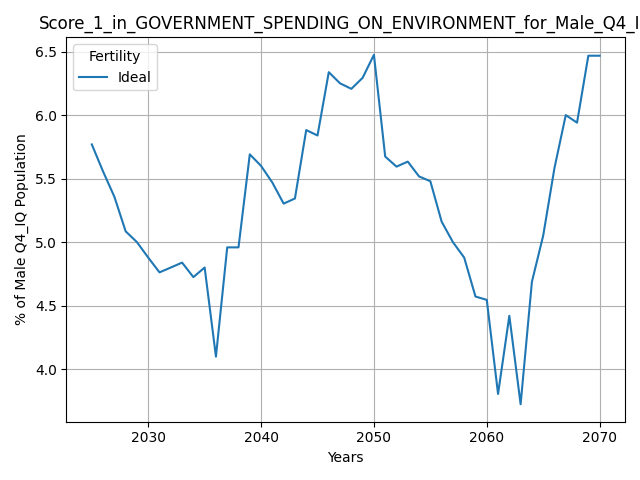 Score_1_in_GOVERNMENT_SPENDING_ON_ENVIRONMENT_for_Male_Q4_I
6.5
6.0
5.5
5.0
4.5
4.0
% of Male Q4_IQ Population
Fertility
Ideal
2030 2040 2050 2060 2070
Years